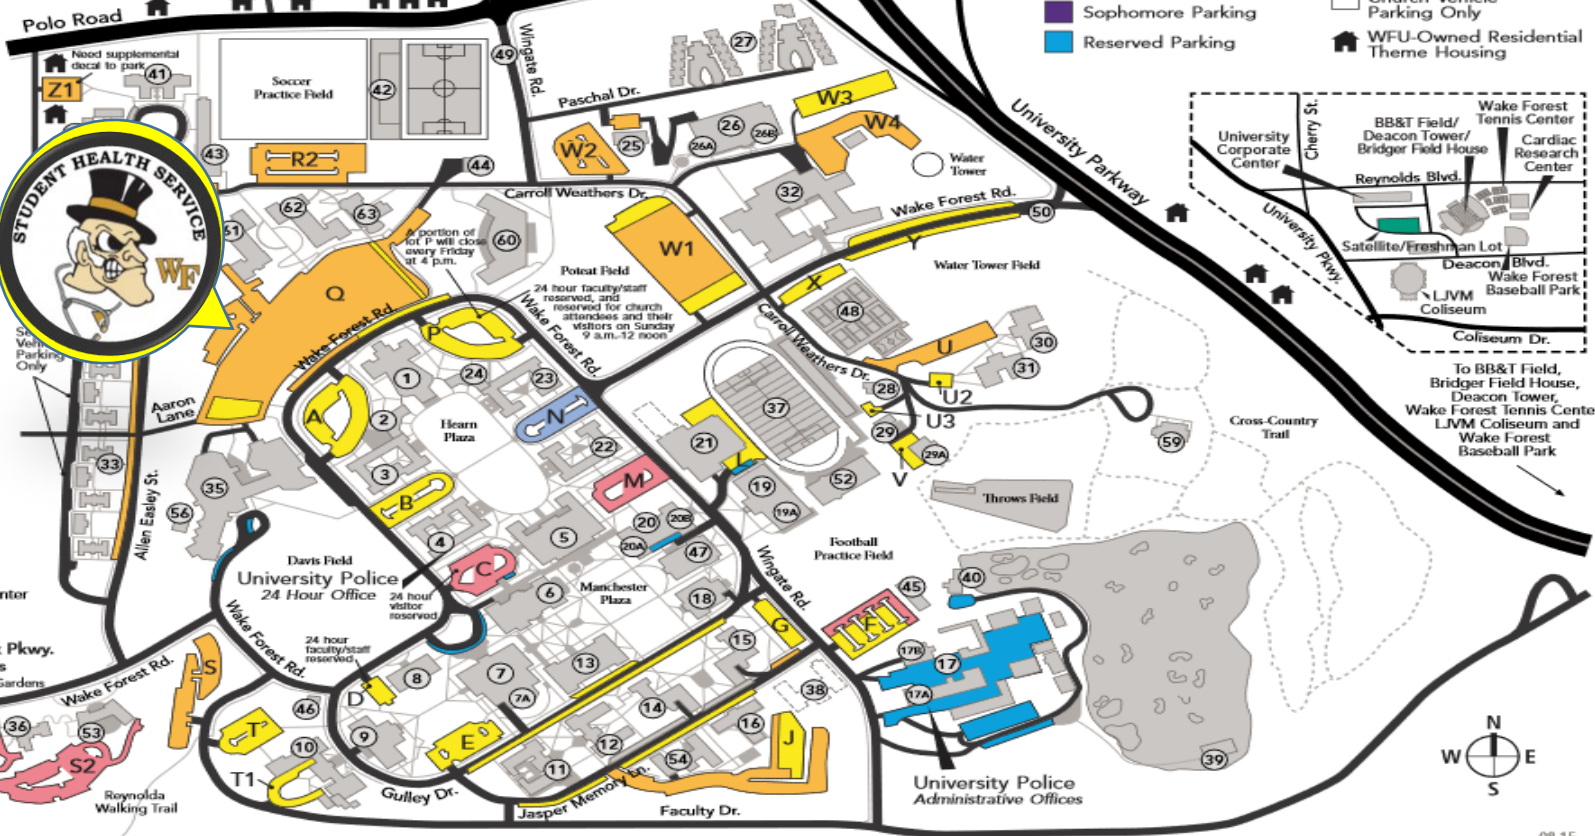 Polo Road
Sophomore Parking
Reserved Parking
Parking Only
WFU-Owned Residential
Theme Housing
Need supplemental
decal to park
Z1
41
Soccer
Practice Field
42
49
Wingate Rd.
27
Paschal Dr.
W3
W4
W2
25
26
26A
26B
Water
Tower
University Parkway
43
R2
44
Carroll Weathers Dr.
32
Wake Forest Rd.
50
STUDENT HEALTH SERVICE
WF
61
62
63
60
A portion of
lot P will close
every Friday
at 4 p.m.
Poteat Field
24 hour faculty/staff
reserved, and
reserved for church
attendees and their
visitors on Sunday
9 a.m.-12 noon
W1
Y
X
Water Tower Field
Q
P
Wake Forest Rd.
Wake Forest Rd.
48
Carroll Weathers Dr.
U
30
31
28
U2
U3
29
29A
V
59
Cross-Country
Trail
University
Corporate
Center
Cherry St.
BB&T Field/
Deacon Tower/
Bridger Field House
Wake Forest
Tennis Center
Cardiac
Research
Center
Reynolds Blvd.
University Pkwy.
Satellite/Freshman Lot
Deacon Blvd.
Wake Forest
Baseball Park
LJVM
Coliseum
Coliseum Dr.
To BB&T Field,
Bridger Field House,
Deacon Tower,
Wake Forest Tennis Cente
LJVM Coliseum and
Wake Forest
Baseball Park
Parking
Only
Aaron
Lane
33
Allen Easley St.
35
56
A
1
2
24
23
Hearn
Plaza
N
3
B
22
M
21
37
19
19A
52
4
5
20
20A
20B
47
Throws Field
Football
Practice Field
Davis Field
University Police
24 Hour Office
24 hour
visitor
reserved
C
6
Manchester
Plaza
18
Wingate Rd.
45
40
F
G
15
17B
17
17A
38
39
24 hour
faculty/staff
reserved
D
8
7
7A
13
14
16
Wake Forest Rd.
Wake Forest Rd.
Pkwy.
S
36
53
S2
46
T
10
T1
9
E
11
12
54
J
Gulley Dr.
Jasper Memory Ln.
Faculty Dr.
Reynolda
Walking Trail
University Police
Administrative Offices
N
W
E
S